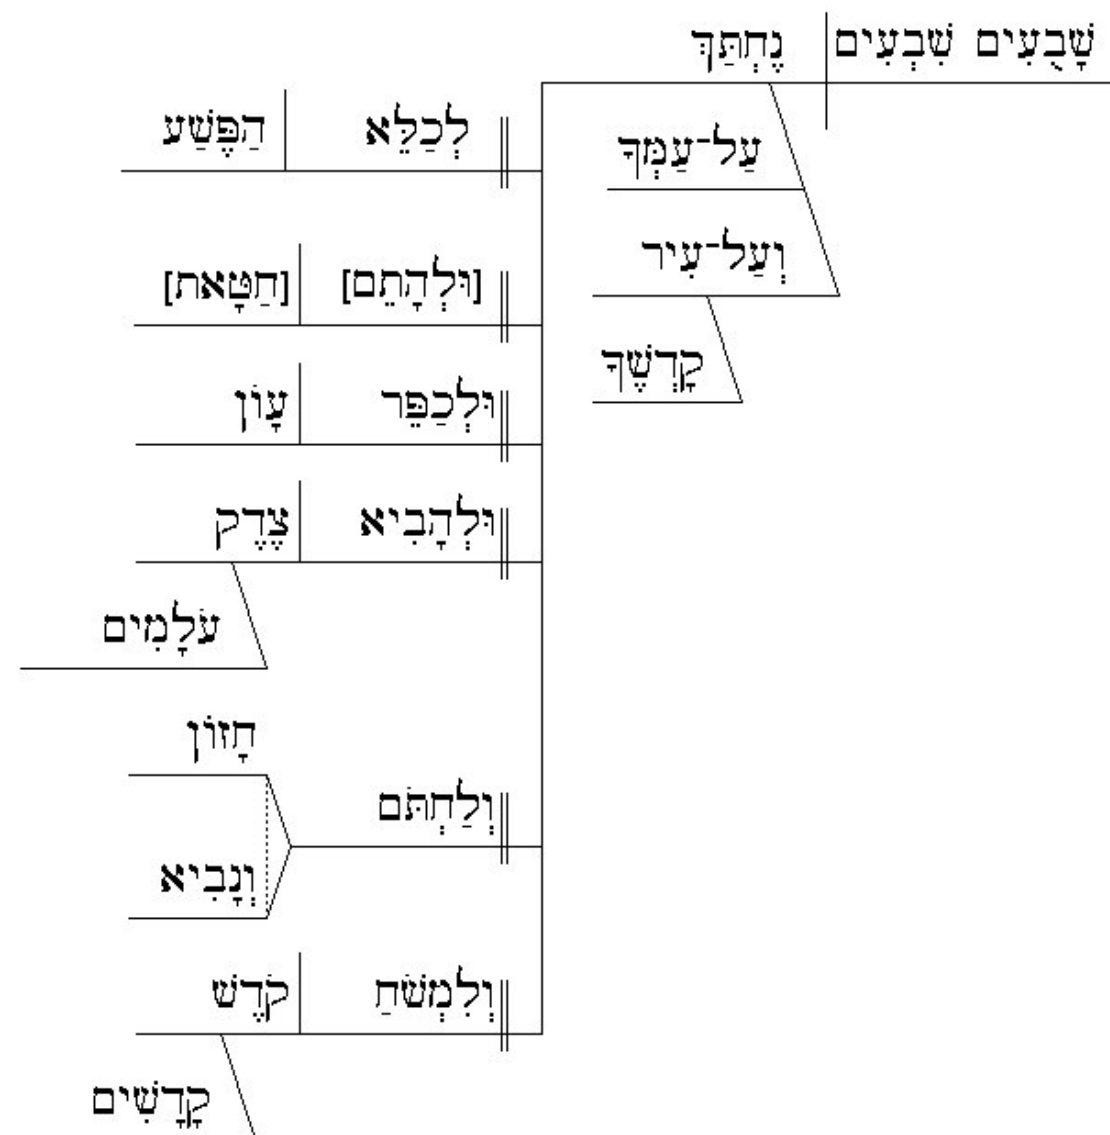 שָׁבֻעִים שִׁבְעִים נֶחְתַּךְ
עַל־עַמְּךָ
וְעַל־עִיר
קָדְשֶׁךָ
לְכַלֵּא הַפֶּשַׁע
[וּלְהָתֵם] [חַטָּאת]
וּלְכַפֵּר עָוֺן
וּלְהָבִיא צֶדֶק
עֹלָמִים
חָזוֹן
וְלַחְתֹּם
וְנָבִיא
וְלִמְשֹׁחַ קֹדֶשׁ
קָדָשִׁים